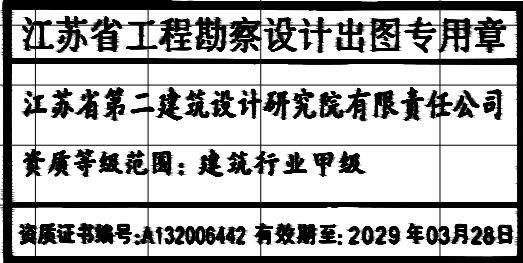 江苏省工程勘察设计出图专用章
江苏省第二建筑设计研究院有限责任公司
资质等级范围：建筑行业甲级
资质证书编号:A132006442 有效期至: 2029 年03月28日